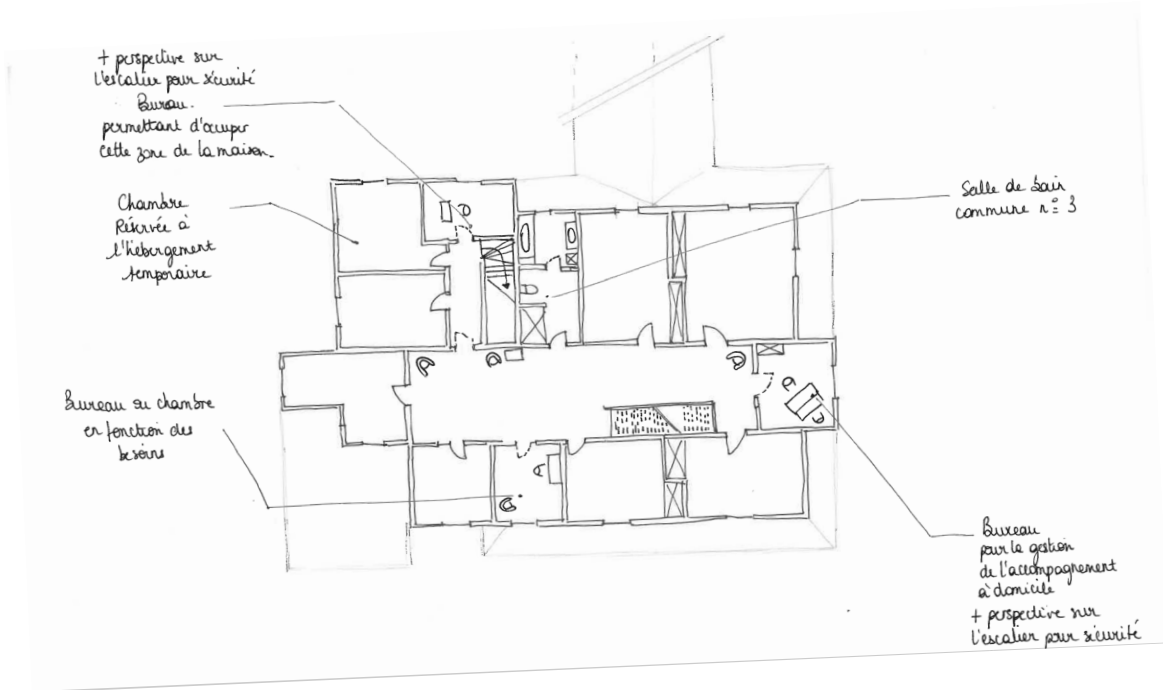 + perspective sur
l'escalier pour sécurité
Bureau.
permettant d'occuper
cette zone de la maison.
Chambre
Réservée à
l'hébergement
temporaire
Salle de bain
commune n° 3
Bureau ou chambre
en fonction des
besoins
Bureau
pour la gestion
de l'accompagnement
à domicile
+ perspective sur
l'escalier pour sécurité